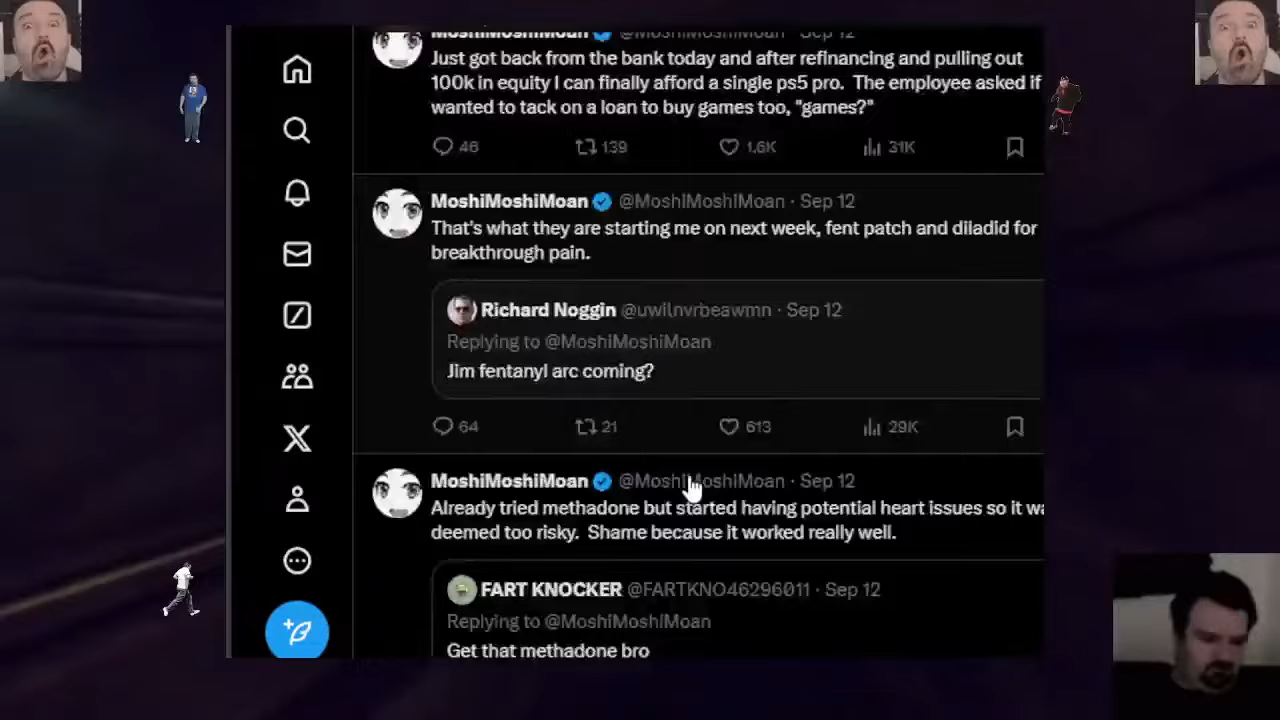 MoshiMoshiMoan @MoshiMoshiMoan · Sep 12
Just got back from the bank today and after refinancing and pulling out
100k in equity I can finally afford a single ps5 pro.  The employee asked if
wanted to tack on a loan to buy games too, "games?"
46 139 1.6K 31K
MoshiMoshiMoan @MoshiMoshiMoan · Sep 12
That's what they are starting me on next week, fent patch and diladid for
breakthrough pain.
Richard Noggin @uwilnvrbeawmn · Sep 12
Replying to @MoshiMoshiMoan
Jim fentanyl arc coming?
64 21 613 29K
MoshiMoshiMoan @MoshiMoshiMoan · Sep 12
Already tried methadone but started having potential heart issues so it wa
deemed too risky.  Shame because it worked really well.
FART KNOCKER @FARTKNO46296011 · Sep 12
Replying to @MoshiMoshiMoan
Get that methadone bro